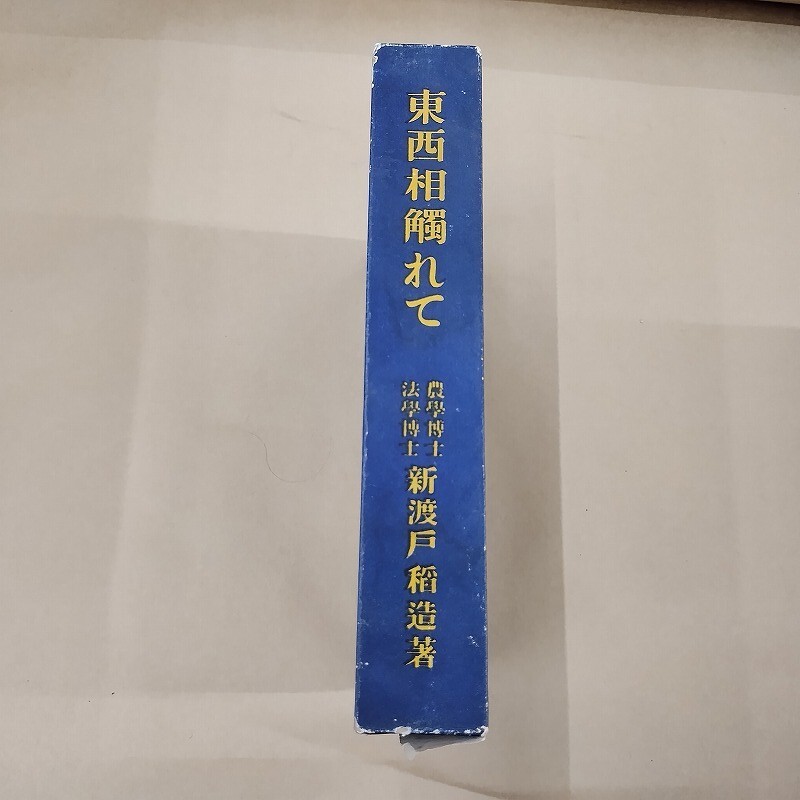 東西相觸れて
農學博士
法學博士
新渡戸稻造著